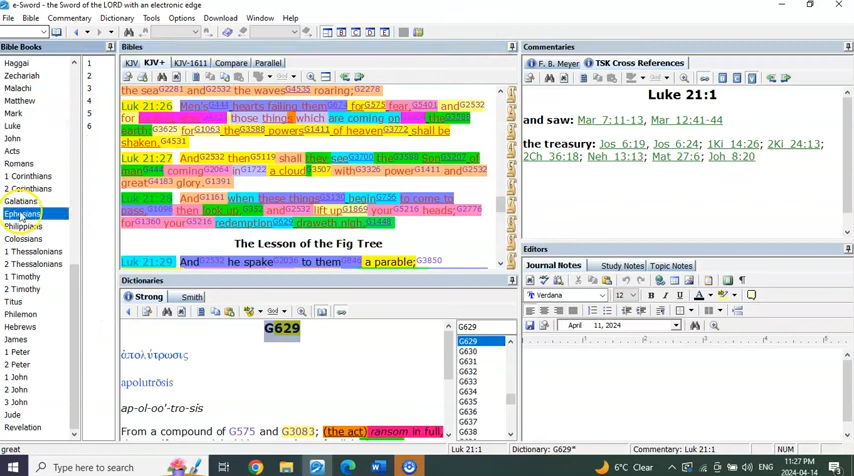 e-Sword - the Sword of the LORD with an electronic edge
File Bible Commentary Dictionary Mark Tools Options Download Window Help
B C D E
Bible Books
Haggai 1
Zechariah 2
Malachi 3
Matthew 4
Mark 5
Luke 6
John
Acts
Romans
1 Corinthians
2 Corinthians
Galatians
Ephesians
Philippians
Colossians
1 Thessalonians
2 Thessalonians
1 Timothy
2 Timothy
Titus
Philemon
Hebrews
James
1 Peter
2 Peter
1 John
2 John
3 John
Jude
Revelation
Bibles
KJV KJV+ KJV-1611 Compare Parallel
the sea G2281 and the waves G4535 roaring; G2278
Luk 21:26 Men's G444 hearts failing them G674 for G575 fear, G5401 and G2532
for those things which are coming on the G3588
earth: G3625 for G1063 the G3588 powers G1411 of heaven G3772 shall be
shaken. G4531
Luk 21:27 And G2532 then G5119 shall they see G3700 the G3588 Son G5207 of
man coming G2064 in G1722 a cloud G3507 with G3326 power G1411 and G2532
great G4183 glory. G1391
Luk 21:28 And G1161 when these things G5130 begin G756 to come to
pass, G1096 then look up, G352 and lift up G1869 your G5216 heads; G2776
for G1360 your G5216 redemption G629 draweth nigh. G1448
The Lesson of the Fig Tree
Luk 21:29 And G2532 he spake G2036 to them G846 a parable; G3850
Dictionaries
Strong Smith
G629
ἀπολύτρωσις
apolutrōsis
ap-ol-oo'-tro-sis
From a compound of G575 and G3083; (the act) ransom in full,
G629
G629
G630
G631
G632
G633
G634
G635
G636
G637
G638
Commentaries
F. B. Meyer TSK Cross References
Luke 21:1
and saw: Mar 7:11-13, Mar 12:41-44
the treasury: Jos 6:19, Jos 6:24; 1Ki 14:26; 2Ki 24:13;
2Ch 36:18; Neh 13:13; Mat 27:6; Joh 8:20
Editors
Journal Notes Study Notes Topic Notes
Verdana 12 B I U A
April 11, 2024
great
Luk 21:1 Dictionary: G629* Commentary: Luk 21:1 NUM
Type here to search
6°C Clear
ENG
11:27 PM
2024-04-14